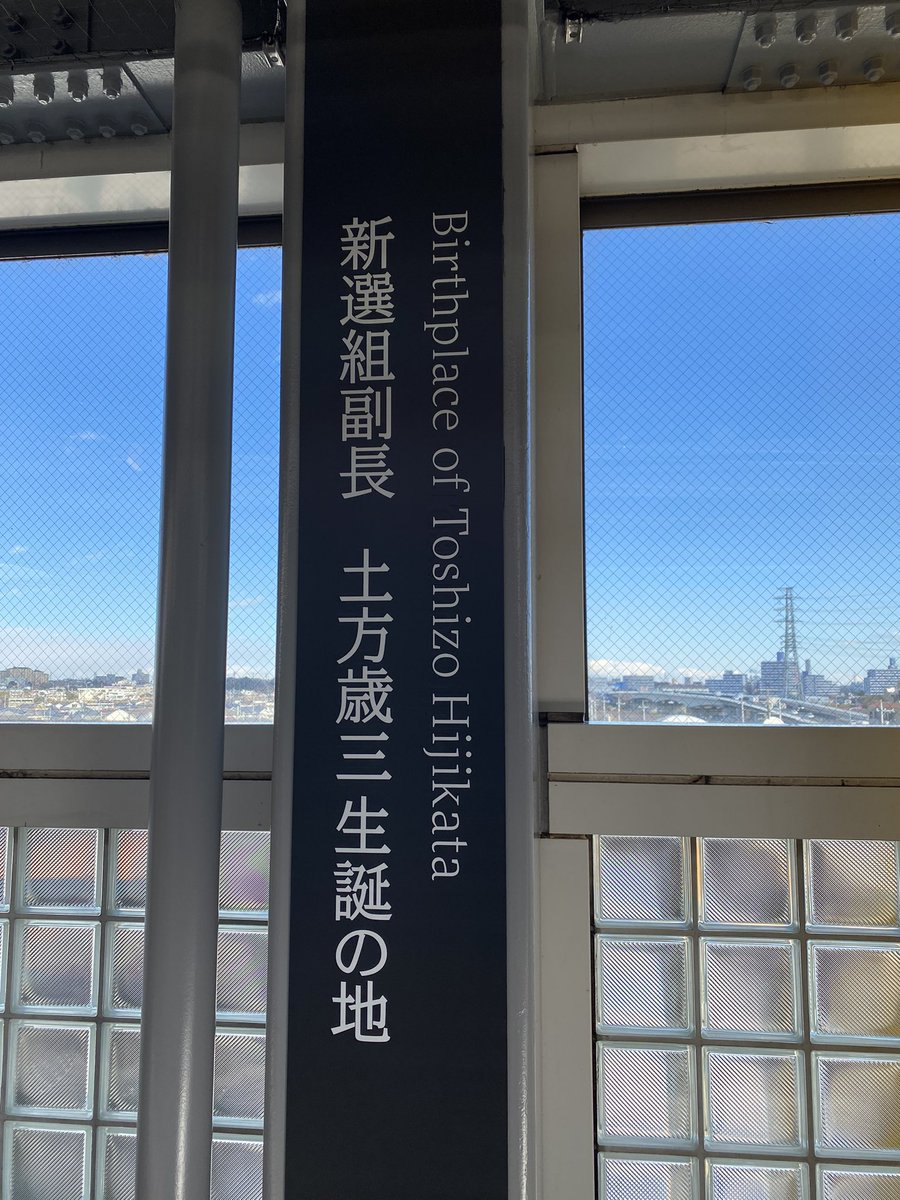 Birthplace of Toshizo Hijikata
新選組副長　土方歳三 生誕の地